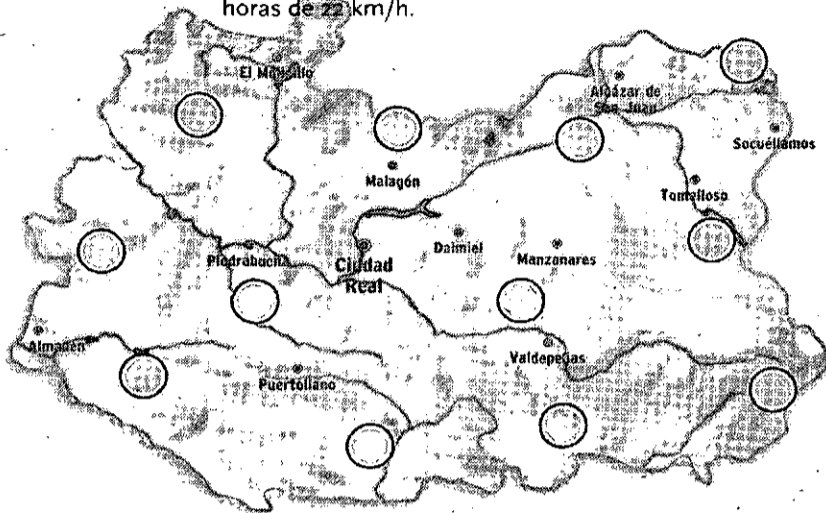 horas de 22 km/h.
El Molinillo
Alcázar de
San Juan
Socuéllamos
Malagón
Tomelloso
Piedrabuena
Ciudad
Real
Daimiel
Manzanares
Almadén
Valdepeñas
Puertollano